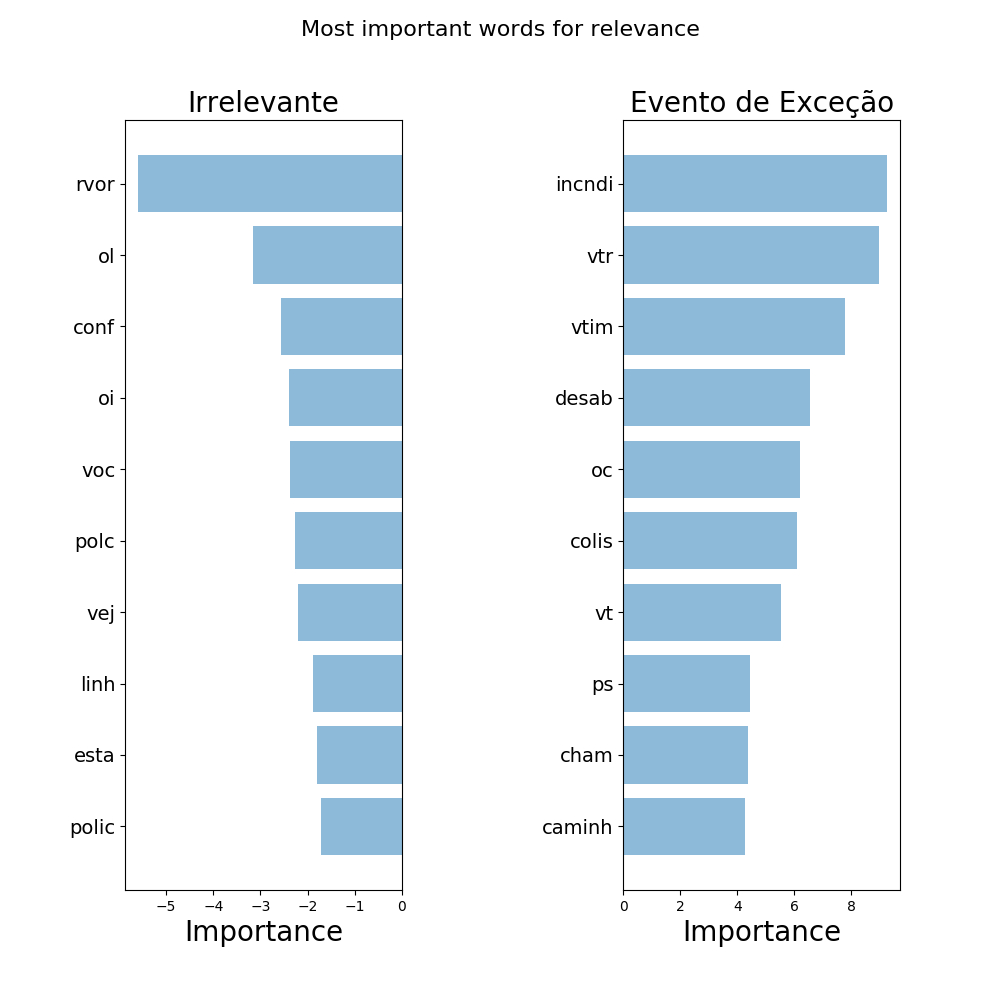 Most important words for relevance
Irrelevante
rvor
ol
conf
oi
voc
polc
vej
linh
esta
polic
−5 −4 −3 −2 −1 0
Importance
Evento de Exceção
incndi
vtr
vtim
desab
oc
colis
vt
ps
cham
caminh
0 2 4 6 8
Importance